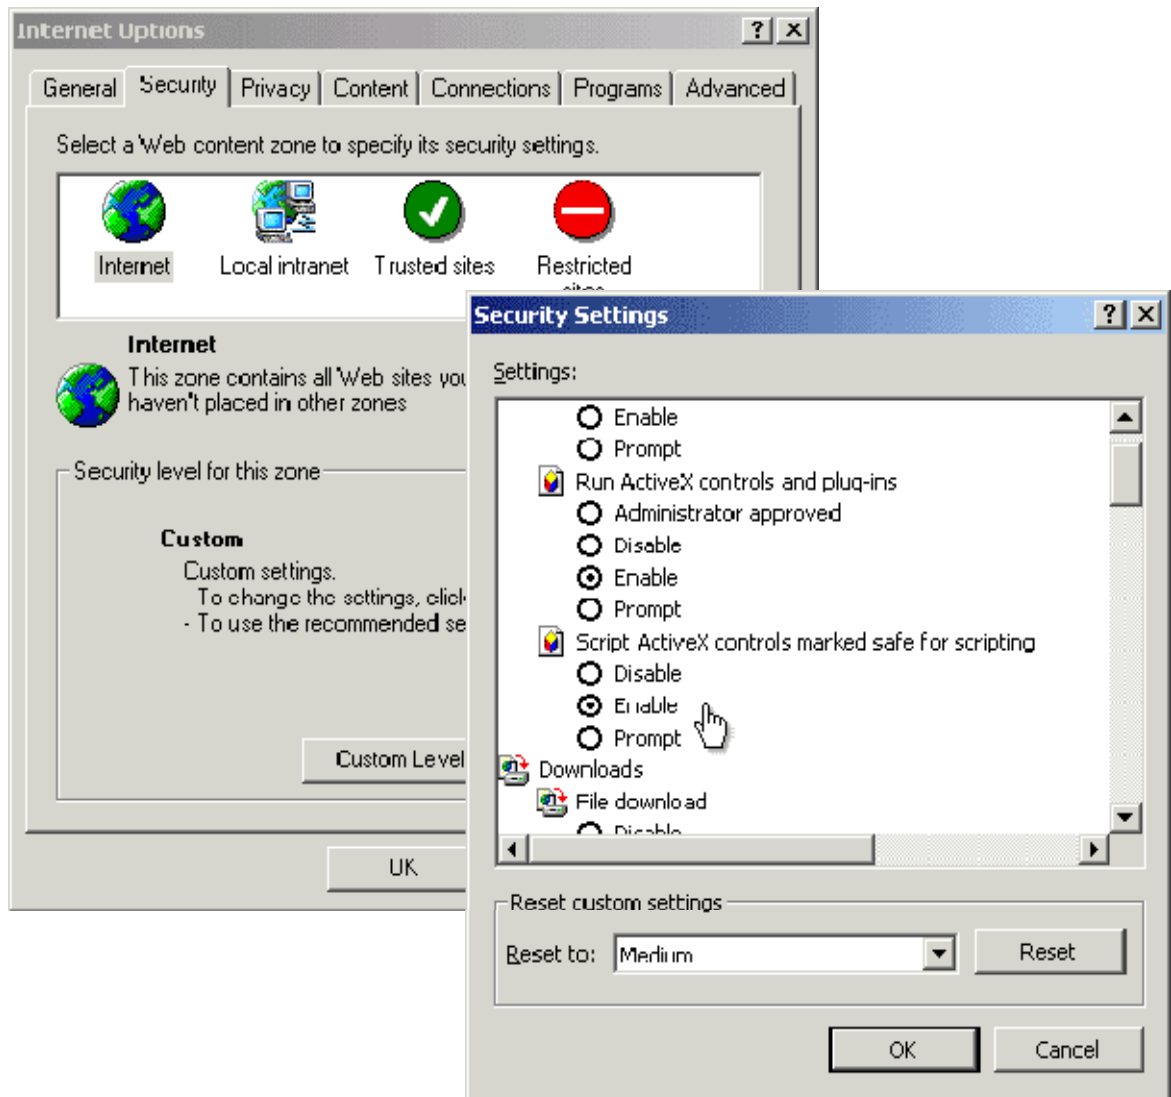 Internet Options
General Security Privacy Content Connections Programs Advanced
Select a Web content zone to specify its security settings.
Internet Local intranet Trusted sites Restricted
sites
Internet
This zone contains all Web sites you
haven't placed in other zones
Security level for this zone
Custom
Custom settings.
To change the settings, click
- To use the recommended se
Custom Level
OK
Security Settings
Settings:
Enable
Prompt
Run ActiveX controls and plug-ins
Administrator approved
Disable
Enable
Prompt
Script ActiveX controls marked safe for scripting
Disable
Enable
Prompt
Downloads
File download
Disable
Reset custom settings
Reset to: Medium Reset
OK Cancel